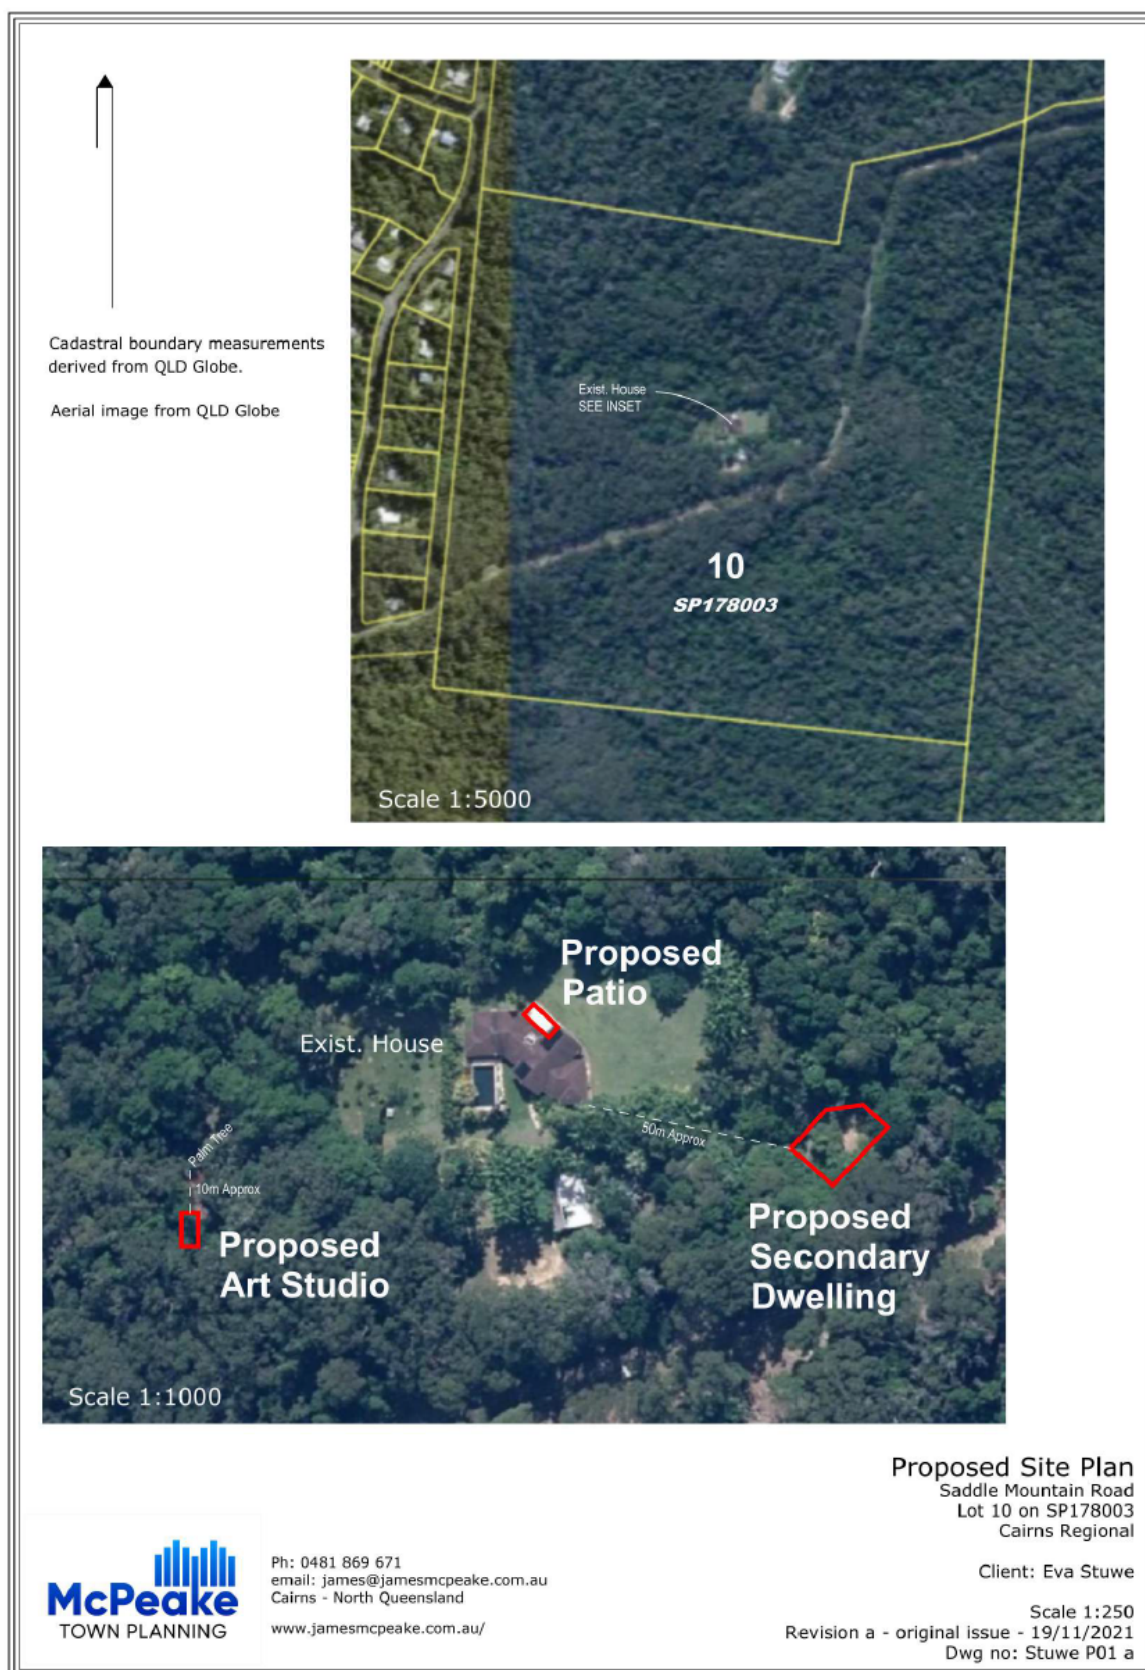 Cadastral boundary measurements
derived from QLD Globe.
Aerial image from QLD Globe
Exist. House
SEE INSET
10
SP178003
Scale 1:5000
Proposed
Patio
Exist. House
50m Approx
Palm Tree
10m Approx
Proposed
Art Studio
Proposed
Secondary
Dwelling
Scale 1:1000
Proposed Site Plan
Saddle Mountain Road
Lot 10 on SP178003
Cairns Regional
Client: Eva Stuwe
Scale 1:250
Revision a - original issue - 19/11/2021
Dwg no: Stuwe P01 a
McPeake
TOWN PLANNING
Ph: 0481 869 671
email: james@jamesmcpeake.com.au
Cairns - North Queensland
www.jamesmcpeake.com.au/